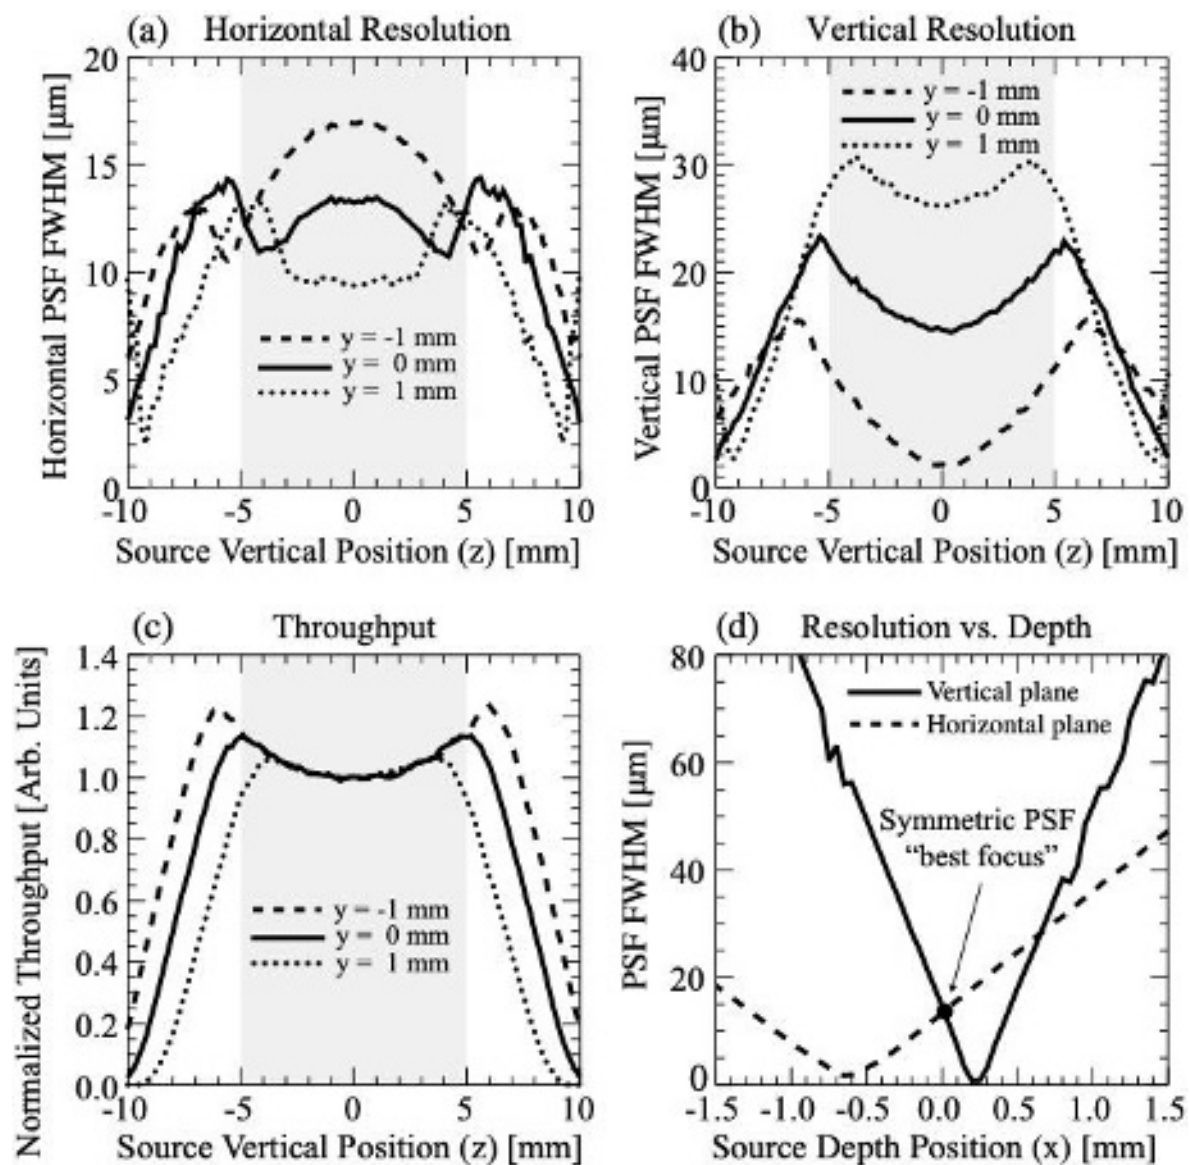 (a) Horizontal Resolution
Horizontal PSF FWHM [μm]
20
15
10
5
0
y = -1 mm
y = 0 mm
y = 1 mm
-10 -5 0 5 10
Source Vertical Position (z) [mm]
(b) Vertical Resolution
Vertical PSF FWHM [μm]
40
30
20
10
0
y = -1 mm
y = 0 mm
y = 1 mm
-10 -5 0 5 10
Source Vertical Position (z) [mm]
(c) Throughput
Normalized Throughput [Arb. Units]
1.4
1.2
1.0
0.8
0.6
0.4
0.2
0.0
y = -1 mm
y = 0 mm
y = 1 mm
-10 -5 0 5 10
Source Vertical Position (z) [mm]
(d) Resolution vs. Depth
PSF FWHM [μm]
80
60
40
20
0
Vertical plane
Horizontal plane
Symmetric PSF
“best focus”
-1.5 -1.0 -0.5 0.0 0.5 1.0 1.5
Source Depth Position (x) [mm]